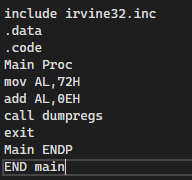 include irvine32.inc
.data
.code
Main Proc
mov AL,72H
add AL,0EH
call dumpregs
exit
Main ENDP
END main